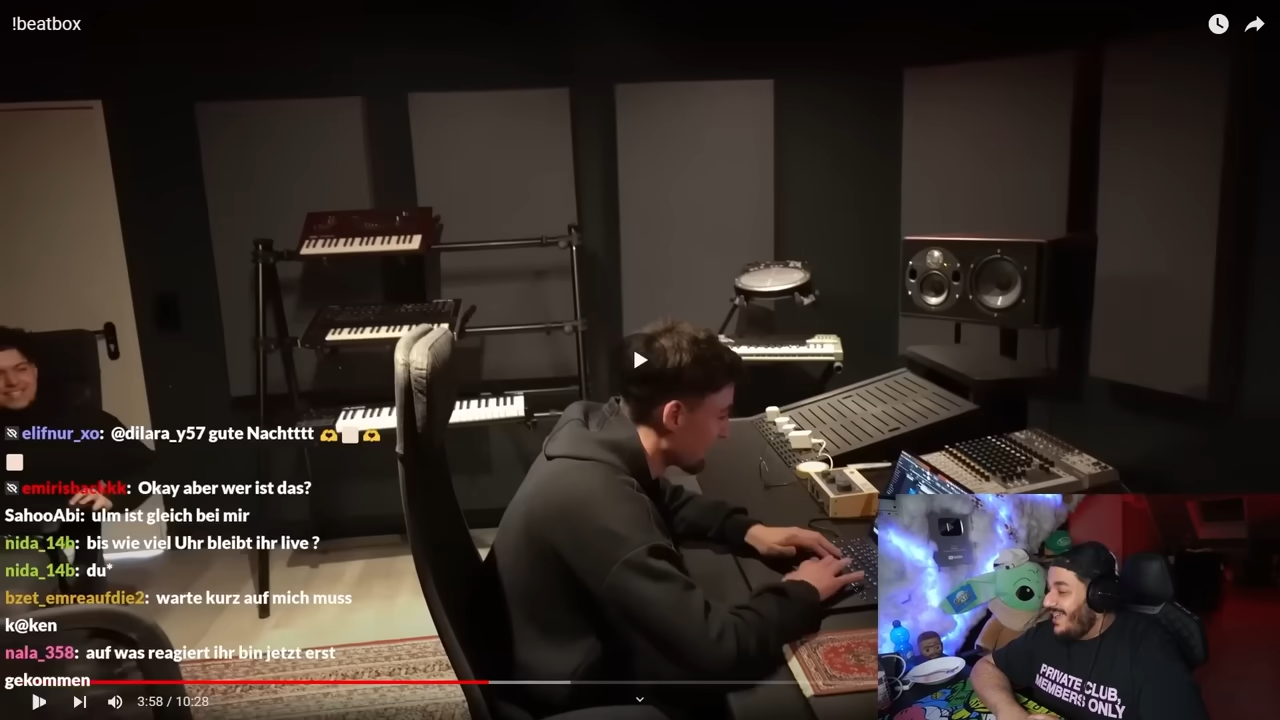 !beatbox
elifnur_xo: @dilara_y57 gute Nachtttt
emirisbackkk: Okay aber wer ist das?
SahooAbi: ulm ist gleich bei mir
nida_14b: bis wie viel Uhr bleibt ihr live ?
nida_14b: du*
bzet_emreaufdie2: warte kurz auf mich muss
k@ken
nala_358: auf was reagiert ihr bin jetzt erst
gekommen
3:58 / 10:28
PRIVATE CLUB,
MEMBERS ONLY